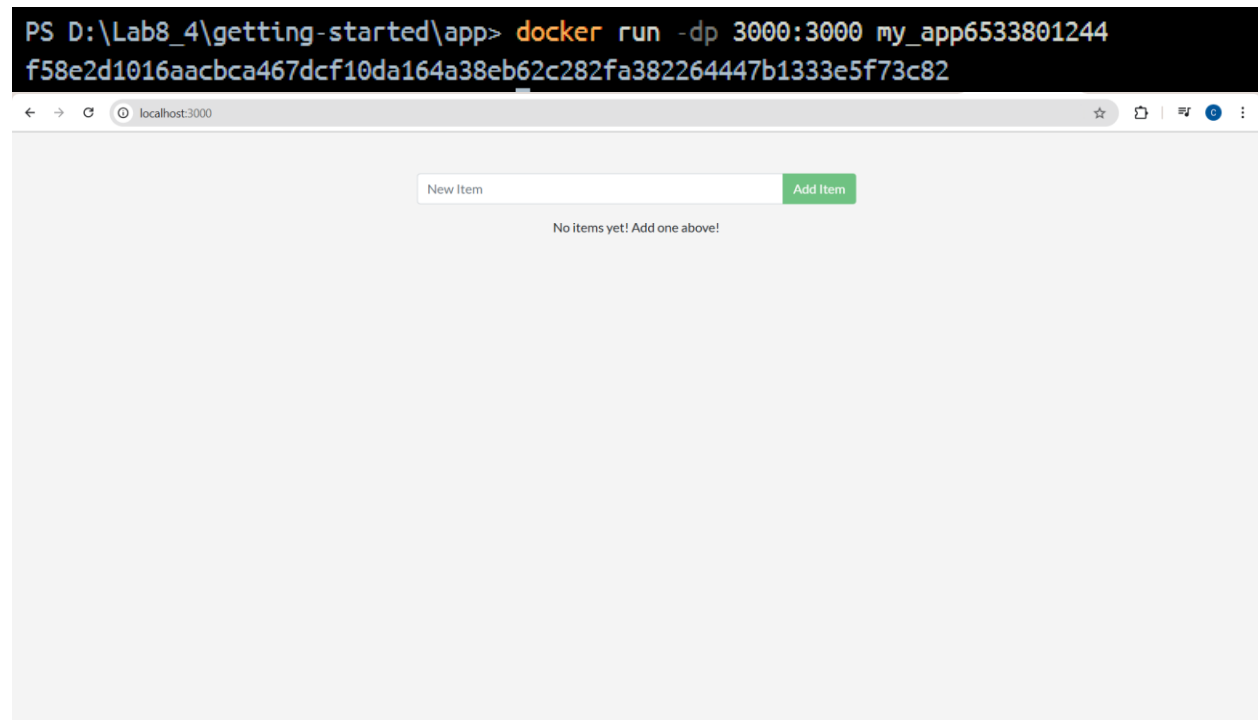 PS D:\Lab8_4\getting-started\app> docker run -dp 3000:3000 my_app6533801244
f58e2d1016aacbca467dcf10da164a38eb62c282fa382264447b1333e5f73c82
localhost:3000
C
New Item
Add Item
No items yet! Add one above!